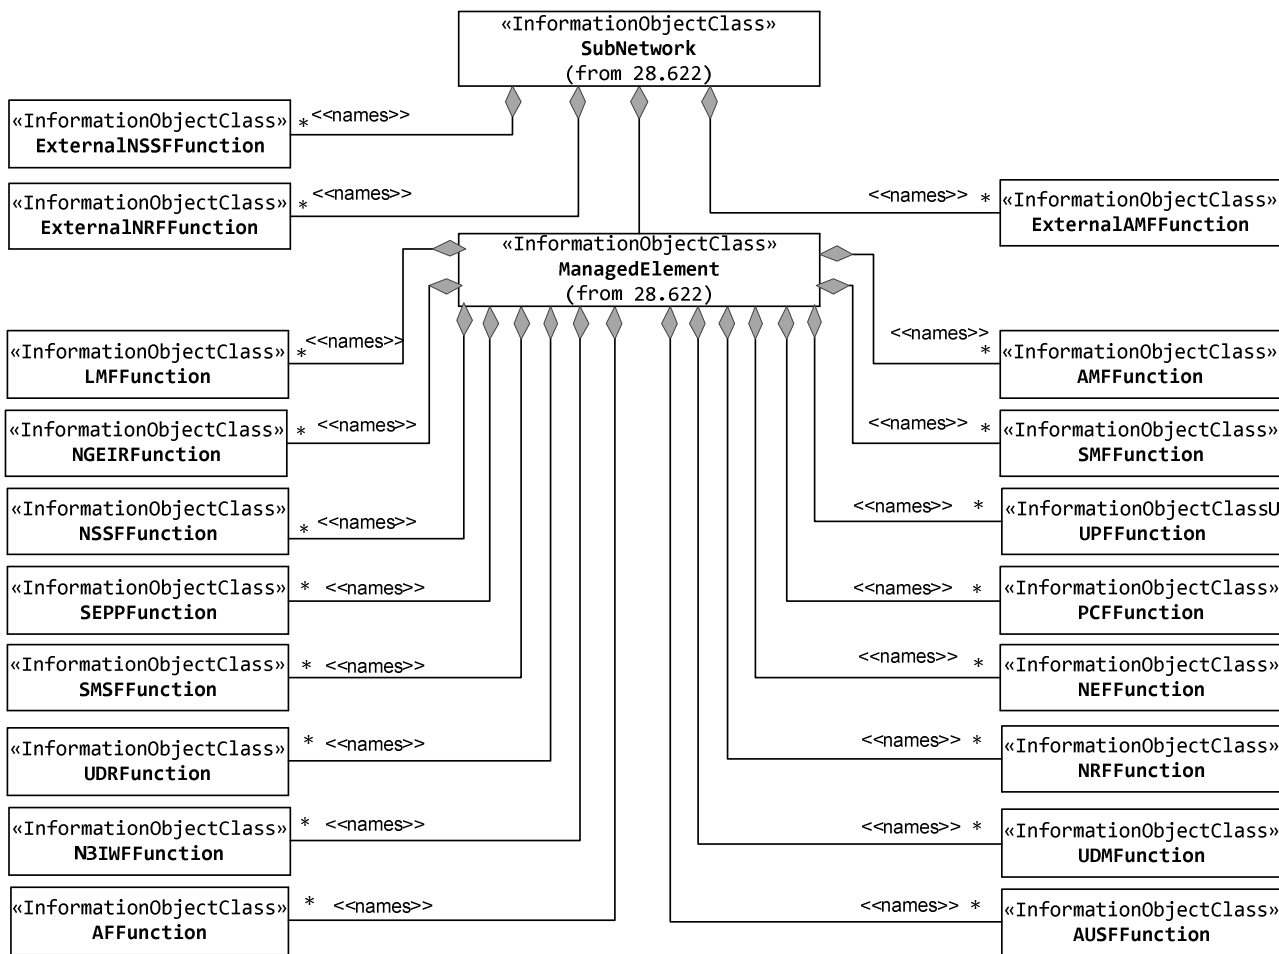 «InformationObjectClass»
SubNetwork
(from 28.622)
«InformationObjectClass»
ExternalNSSFFunction
* <<names>>
«InformationObjectClass»
ExternalNRFFunction
* <<names>>
<<names>> *
«InformationObjectClass»
ExternalAMFFunction
«InformationObjectClass»
ManagedElement
(from 28.622)
«InformationObjectClass»
LMFFunction
* <<names>>
<<names>>
*
«InformationObjectClass»
AMFFunction
«InformationObjectClass»
NGEIRFunction
* <<names>>
<<names>> *
«InformationObjectClass»
SMFFunction
«InformationObjectClass»
NSSFFunction
* <<names>>
<<names>> *
«InformationObjectClassU
UPFFunction
«InformationObjectClass»
SEPPFunction
* <<names>>
<<names>> *
«InformationObjectClass»
PCFFunction
«InformationObjectClass»
SMSFFunction
* <<names>>
<<names>> *
«InformationObjectClass»
NEFFunction
«InformationObjectClass»
UDRFunction
* <<names>>
<<names>> *
«InformationObjectClass»
NRFFunction
«InformationObjectClass»
N3IWFFunction
* <<names>>
<<names>> *
«InformationObjectClass»
UDMFunction
«InformationObjectClass»
AFFunction
* <<names>>
<<names>> *
«InformationObjectClass»
AUSFFunction